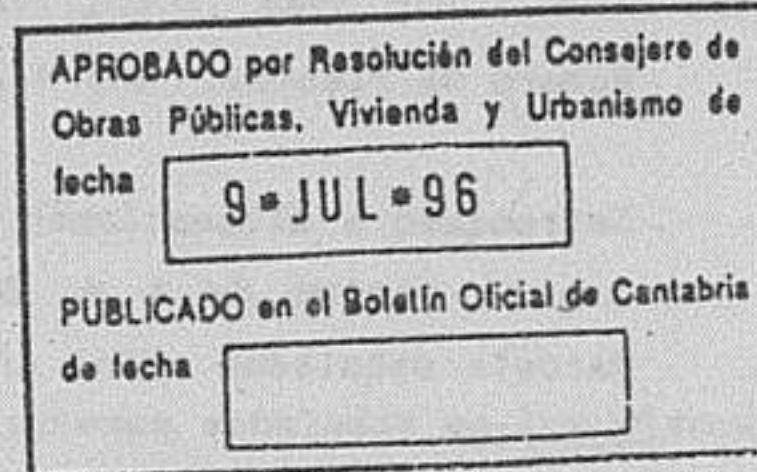 APROBADO por Resolución del Consejero de
Obras Públicas, Vivienda y Urbanismo de
fecha
9*JUL*96
PUBLICADO en el Boletín Oficial de Cantabria
de fecha